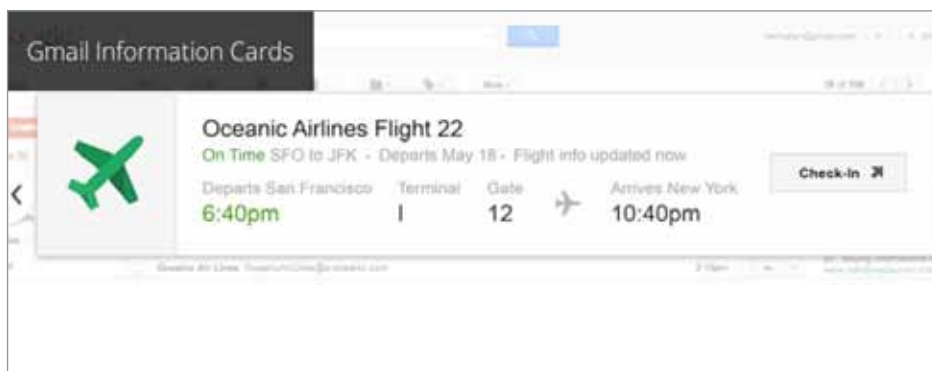 Gmail Information Cards
Oceanic Airlines Flight 22
On Time SFO to JFK - Departs May 18 - Flight info updated now
Departs San Francisco Terminal Gate Arrives New York
6:40pm I 12 10:40pm
Check-In